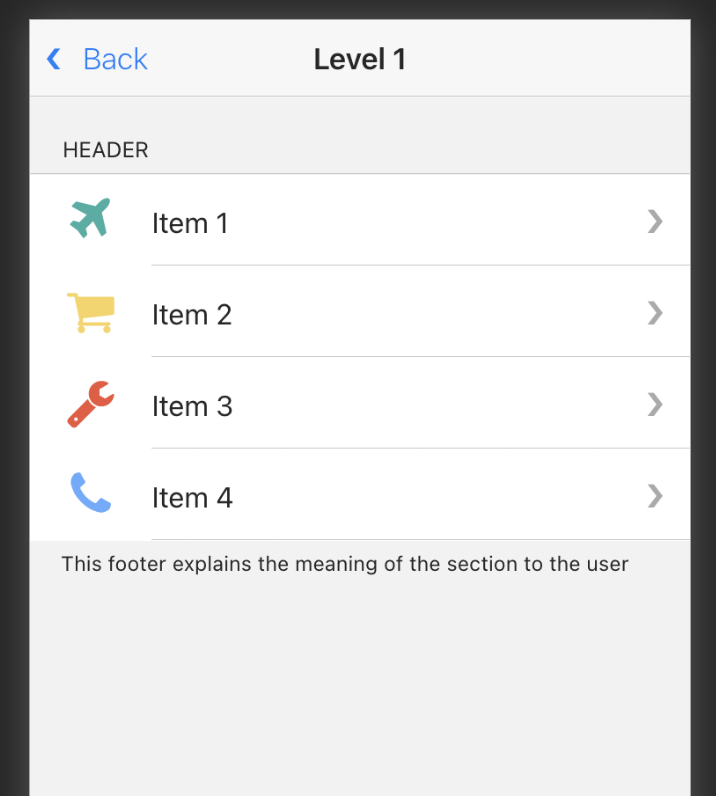 Back
Level 1
HEADER
Item 1
Item 2
Item 3
Item 4
This footer explains the meaning of the section to the user